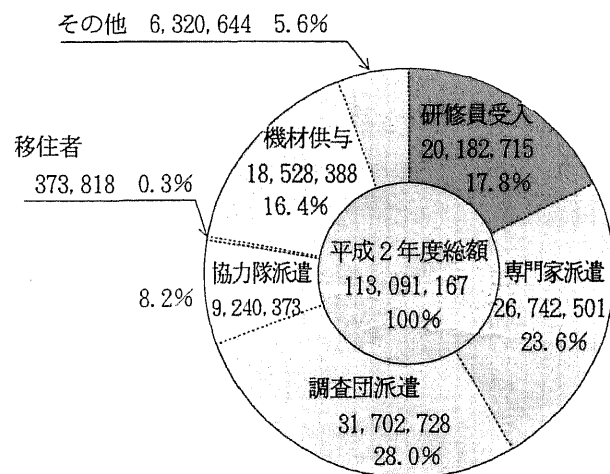 その他 6,320,644 5.6%
研修員受入
20,182,715
17.8%
機材供与
18,528,388
16.4%
移住者
373,818 0.3%
平成2年度総額
113,091,167
100%
協力隊派遣
9,240,373
8.2%
専門家派遣
26,742,501
23.6%
調査団派遣
31,702,728
28.0%